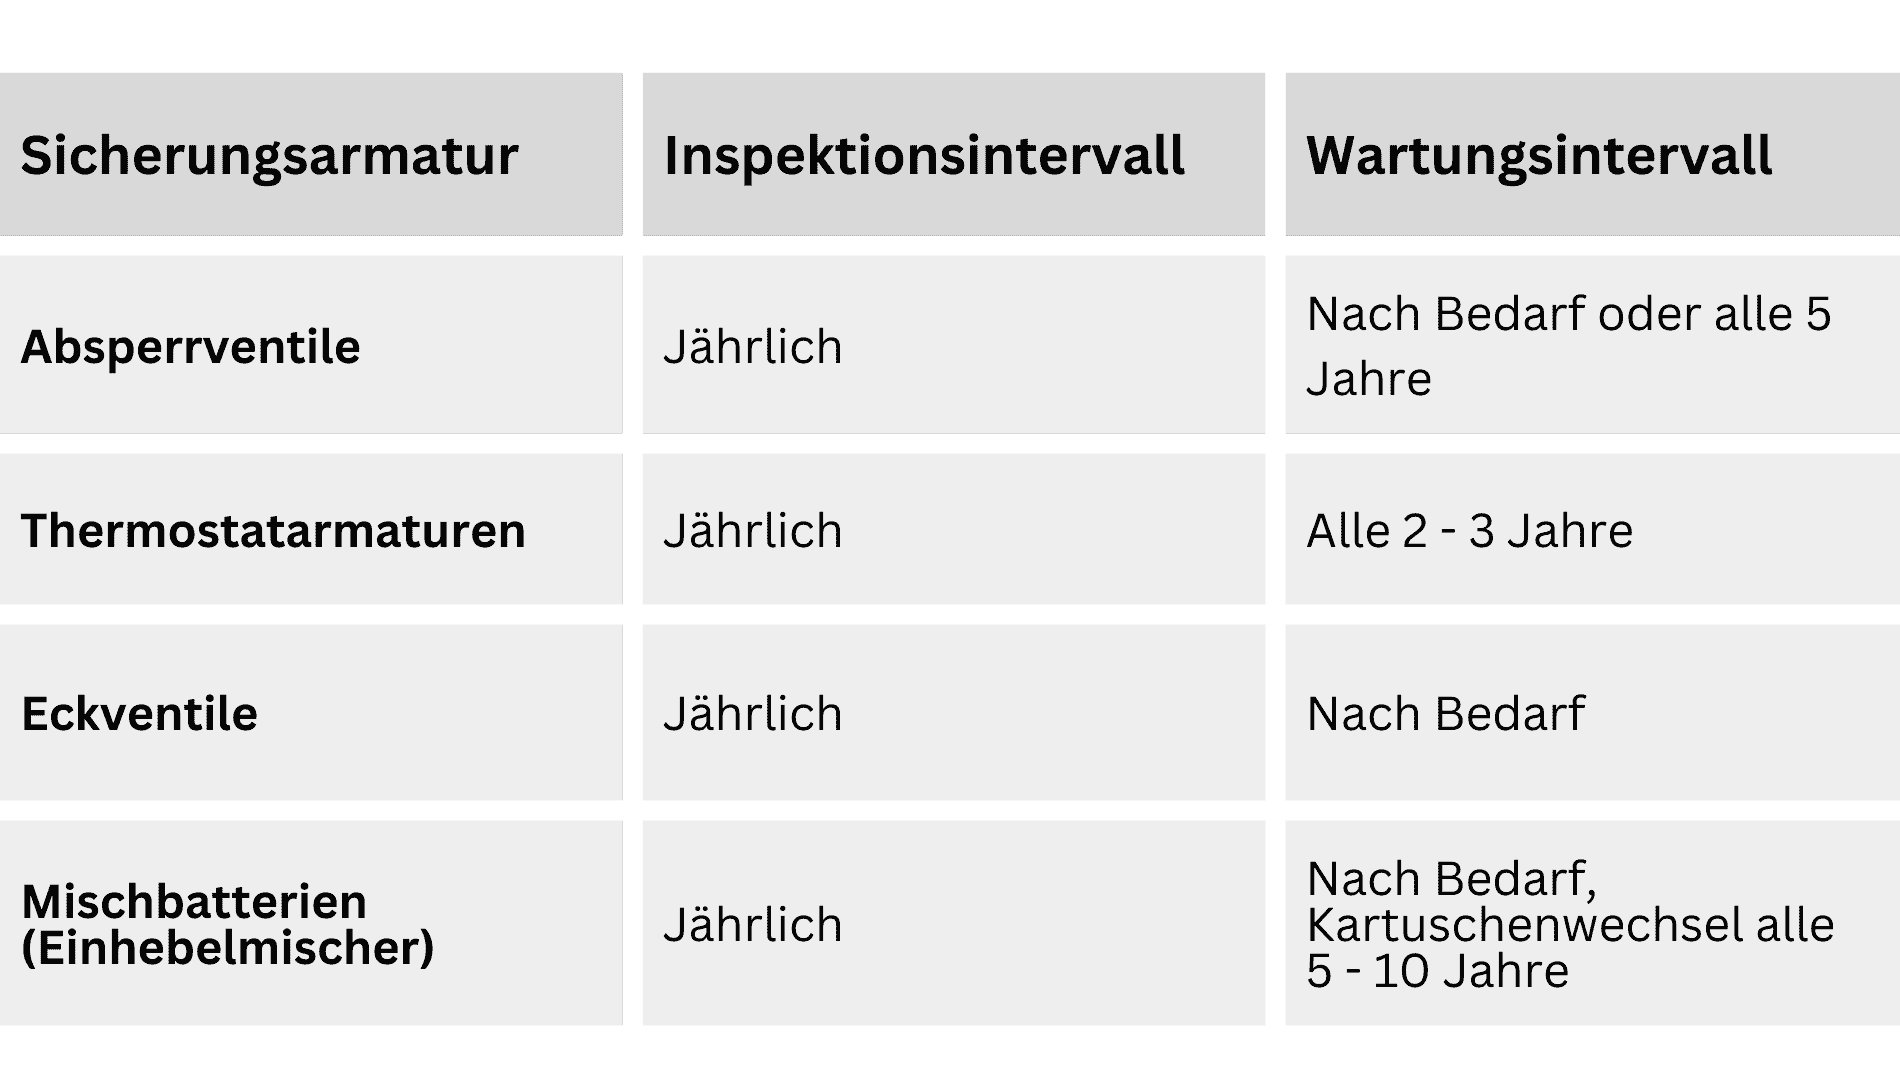 Sicherungsarmatur
Inspektionsintervall
Wartungsintervall
Absperrventile
Jährlich
Nach Bedarf oder alle 5
Jahre
Thermostatarmaturen
Jährlich
Alle 2 - 3 Jahre
Eckventile
Jährlich
Nach Bedarf
Mischbatterien
(Einhebelmischer)
Jährlich
Nach Bedarf,
Kartuschenwechsel alle
5 - 10 Jahre